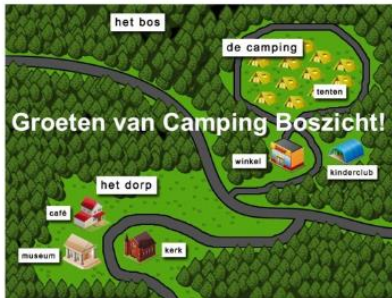 het bos
de camping
tenten
Groeten van Camping Boszicht!
winkel
kinderclub
het dorp
café
museum
kerk